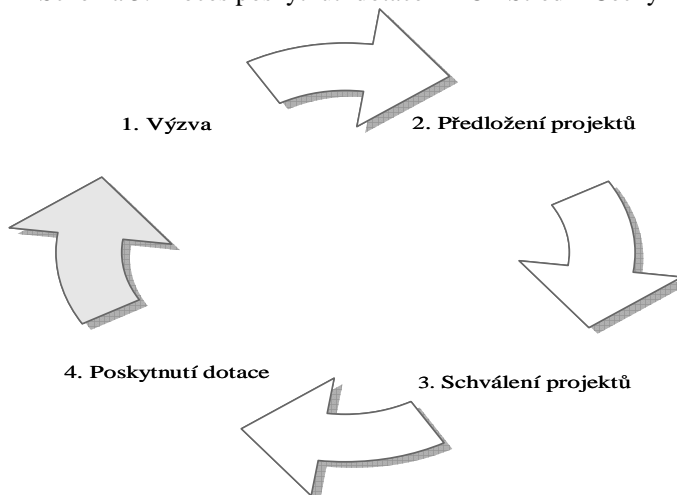 1. Výzva
2. Předložení projektů
4. Poskytnutí dotace
3. Schválení projektů